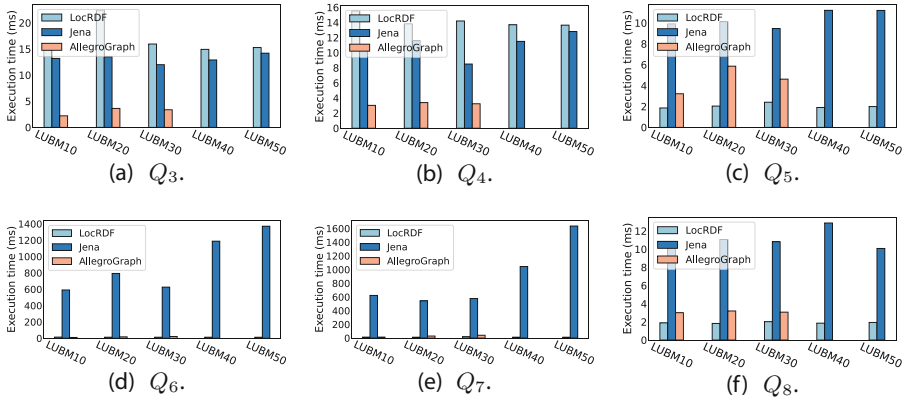 Execution time (ms)
20
15
10
5
0
LocRDF
Jena
AllegroGraph
LUBM10
LUBM20
LUBM30
LUBM40
LUBM50
(a) Q3.
Execution time (ms)
16
14
12
10
8
6
4
2
0
LocRDF
Jena
AllegroGraph
LUBM10
LUBM20
LUBM30
LUBM40
LUBM50
(b) Q4.
Execution time (ms)
10
8
6
4
2
0
LocRDF
Jena
AllegroGraph
LUBM10
LUBM20
LUBM30
LUBM40
LUBM50
(c) Q5.
Execution time (ms)
1400
1200
1000
800
600
400
200
0
LocRDF
Jena
AllegroGraph
LUBM10
LUBM20
LUBM30
LUBM40
LUBM50
(d) Q6.
Execution time (ms)
1600
1400
1200
1000
800
600
400
200
0
LocRDF
Jena
AllegroGraph
LUBM10
LUBM20
LUBM30
LUBM40
LUBM50
(e) Q7.
Execution time (ms)
12
10
8
6
4
2
0
LocRDF
Jena
AllegroGraph
LUBM10
LUBM20
LUBM30
LUBM40
LUBM50
(f) Q8.